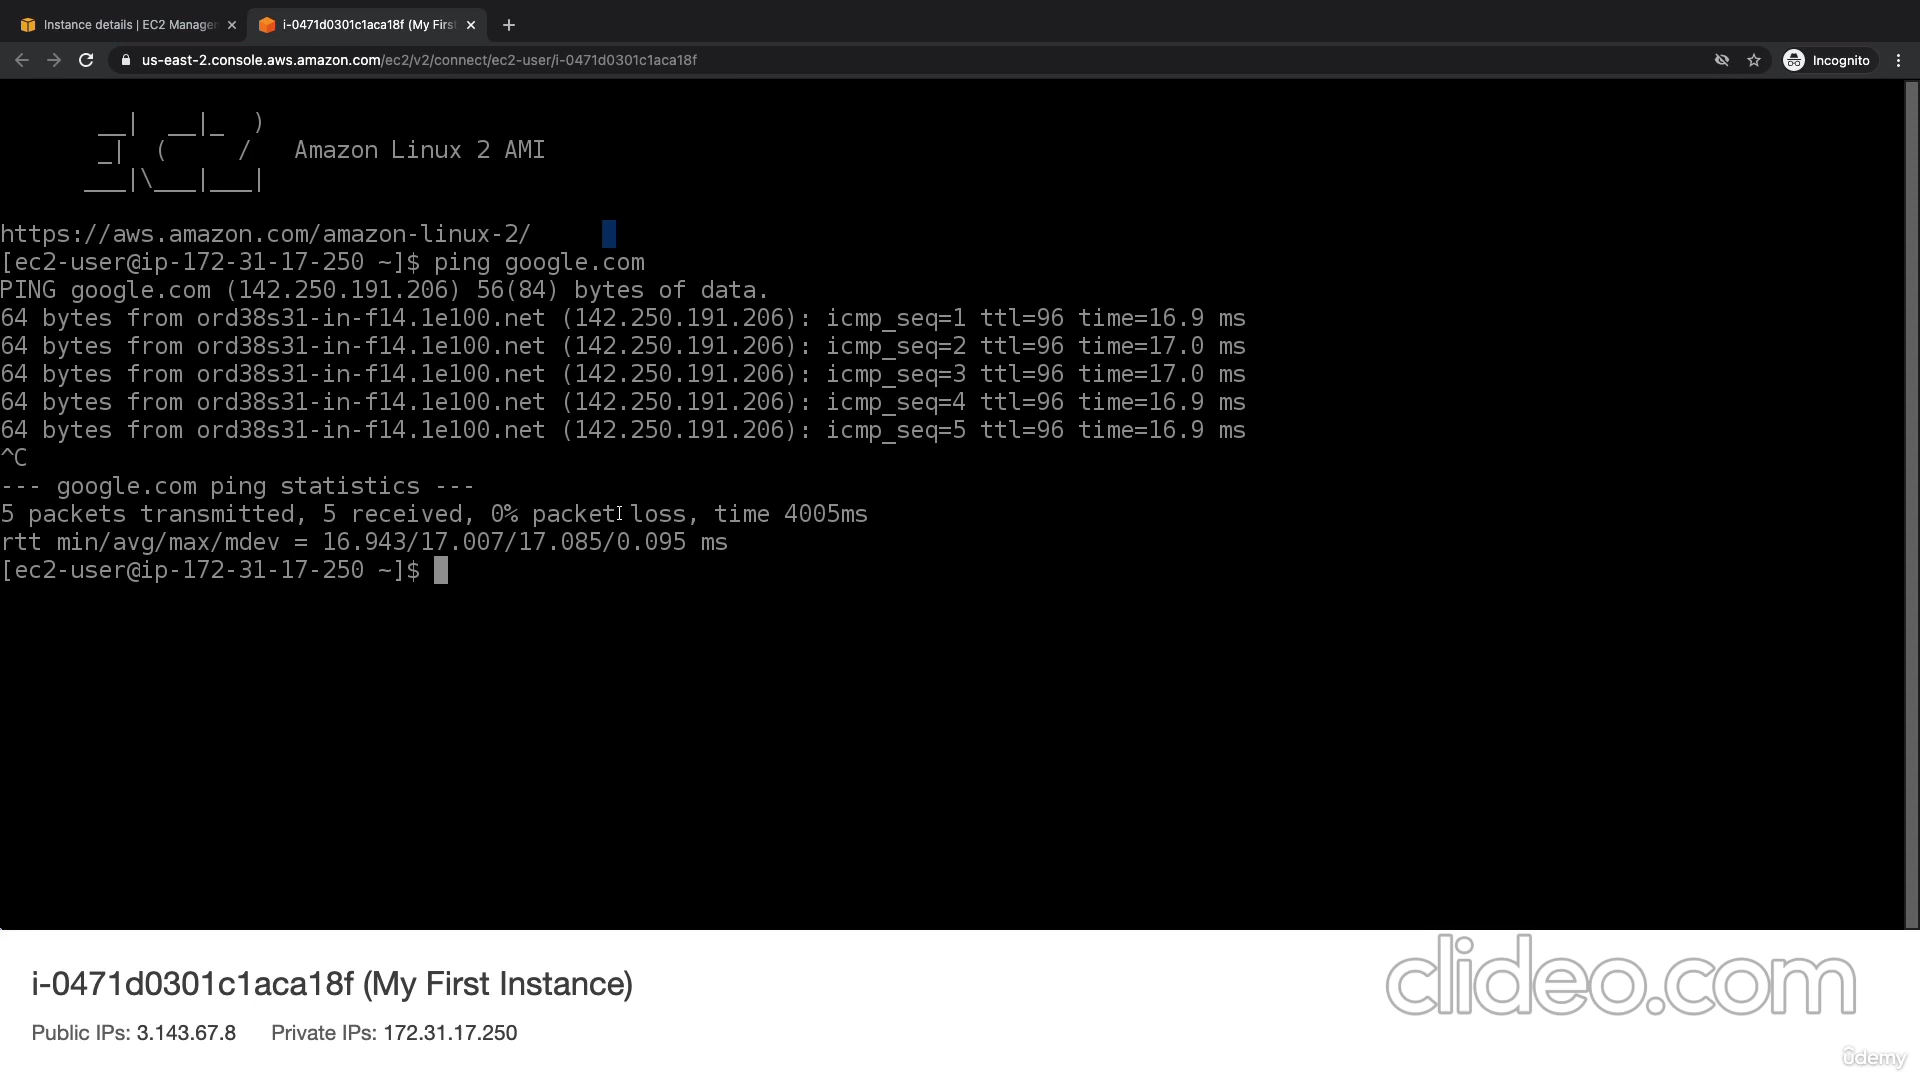 Instance details | EC2 Manage
i-0471d0301c1aca18f (My First
us-east-2.console.aws.amazon.com/ec2/v2/connect/ec2-user/i-0471d0301c1aca18f
Incognito
       __|  __|_  )
       _|  (     /   Amazon Linux 2 AMI
      ___|\___|___|
https://aws.amazon.com/amazon-linux-2/
[ec2-user@ip-172-31-17-250 ~]$ ping google.com
PING google.com (142.250.191.206) 56(84) bytes of data.
64 bytes from ord38s31-in-f14.1e100.net (142.250.191.206): icmp_seq=1 ttl=96 time=16.9 ms
64 bytes from ord38s31-in-f14.1e100.net (142.250.191.206): icmp_seq=2 ttl=96 time=17.0 ms
64 bytes from ord38s31-in-f14.1e100.net (142.250.191.206): icmp_seq=3 ttl=96 time=17.0 ms
64 bytes from ord38s31-in-f14.1e100.net (142.250.191.206): icmp_seq=4 ttl=96 time=16.9 ms
64 bytes from ord38s31-in-f14.1e100.net (142.250.191.206): icmp_seq=5 ttl=96 time=16.9 ms
^C
--- google.com ping statistics ---
5 packets transmitted, 5 received, 0% packet loss, time 4005ms
rtt min/avg/max/mdev = 16.943/17.007/17.085/0.095 ms
[ec2-user@ip-172-31-17-250 ~]$
i-0471d0301c1aca18f (My First Instance)
Public IPs: 3.143.67.8 Private IPs: 172.31.17.250
clideo.com
ûdemy